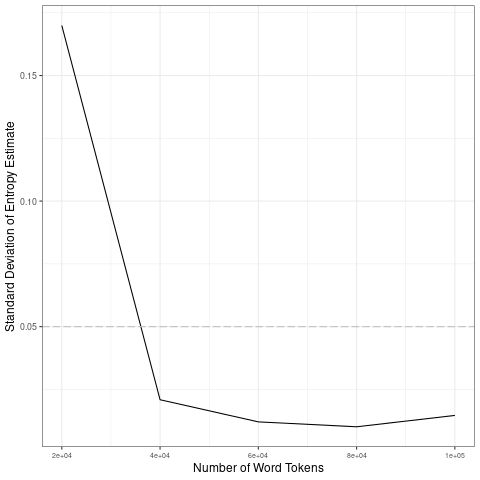 Standard Deviation of Entropy Estimate
0.15
0.10
0.05
2e+04 4e+04 6e+04 8e+04 1e+05
Number of Word Tokens